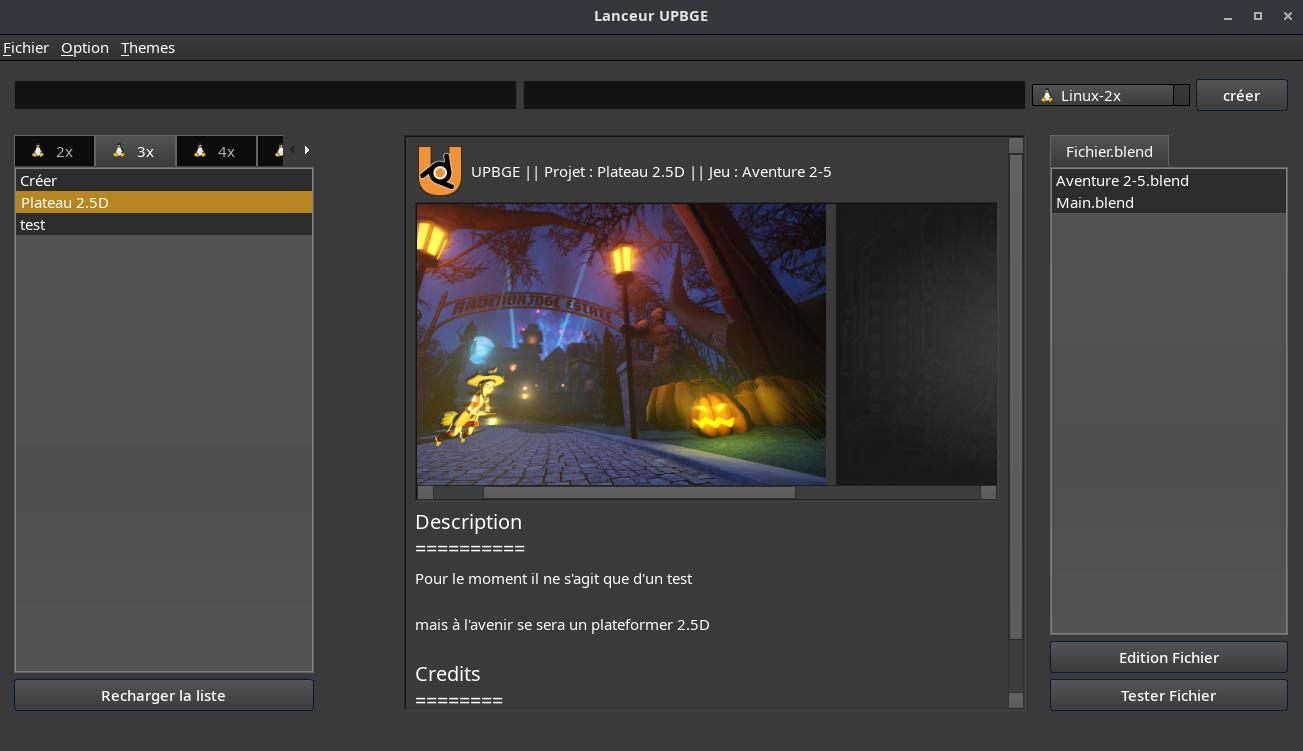 Lanceur UPBGE
Fichier Option Themes
Linux-2x
créer
2x 3x 4x
Créer
Plateau 2.5D
test
Recharger la liste
UPBGE || Projet : Plateau 2.5D || Jeu : Aventure 2-5
RADENBRIDGE ESTATE
Description
==========
Pour le moment il ne s'agit que d'un test
mais à l'avenir se sera un plateformer 2.5D
Credits
========
Fichier.blend
Aventure 2-5.blend
Main.blend
Edition Fichier
Tester Fichier